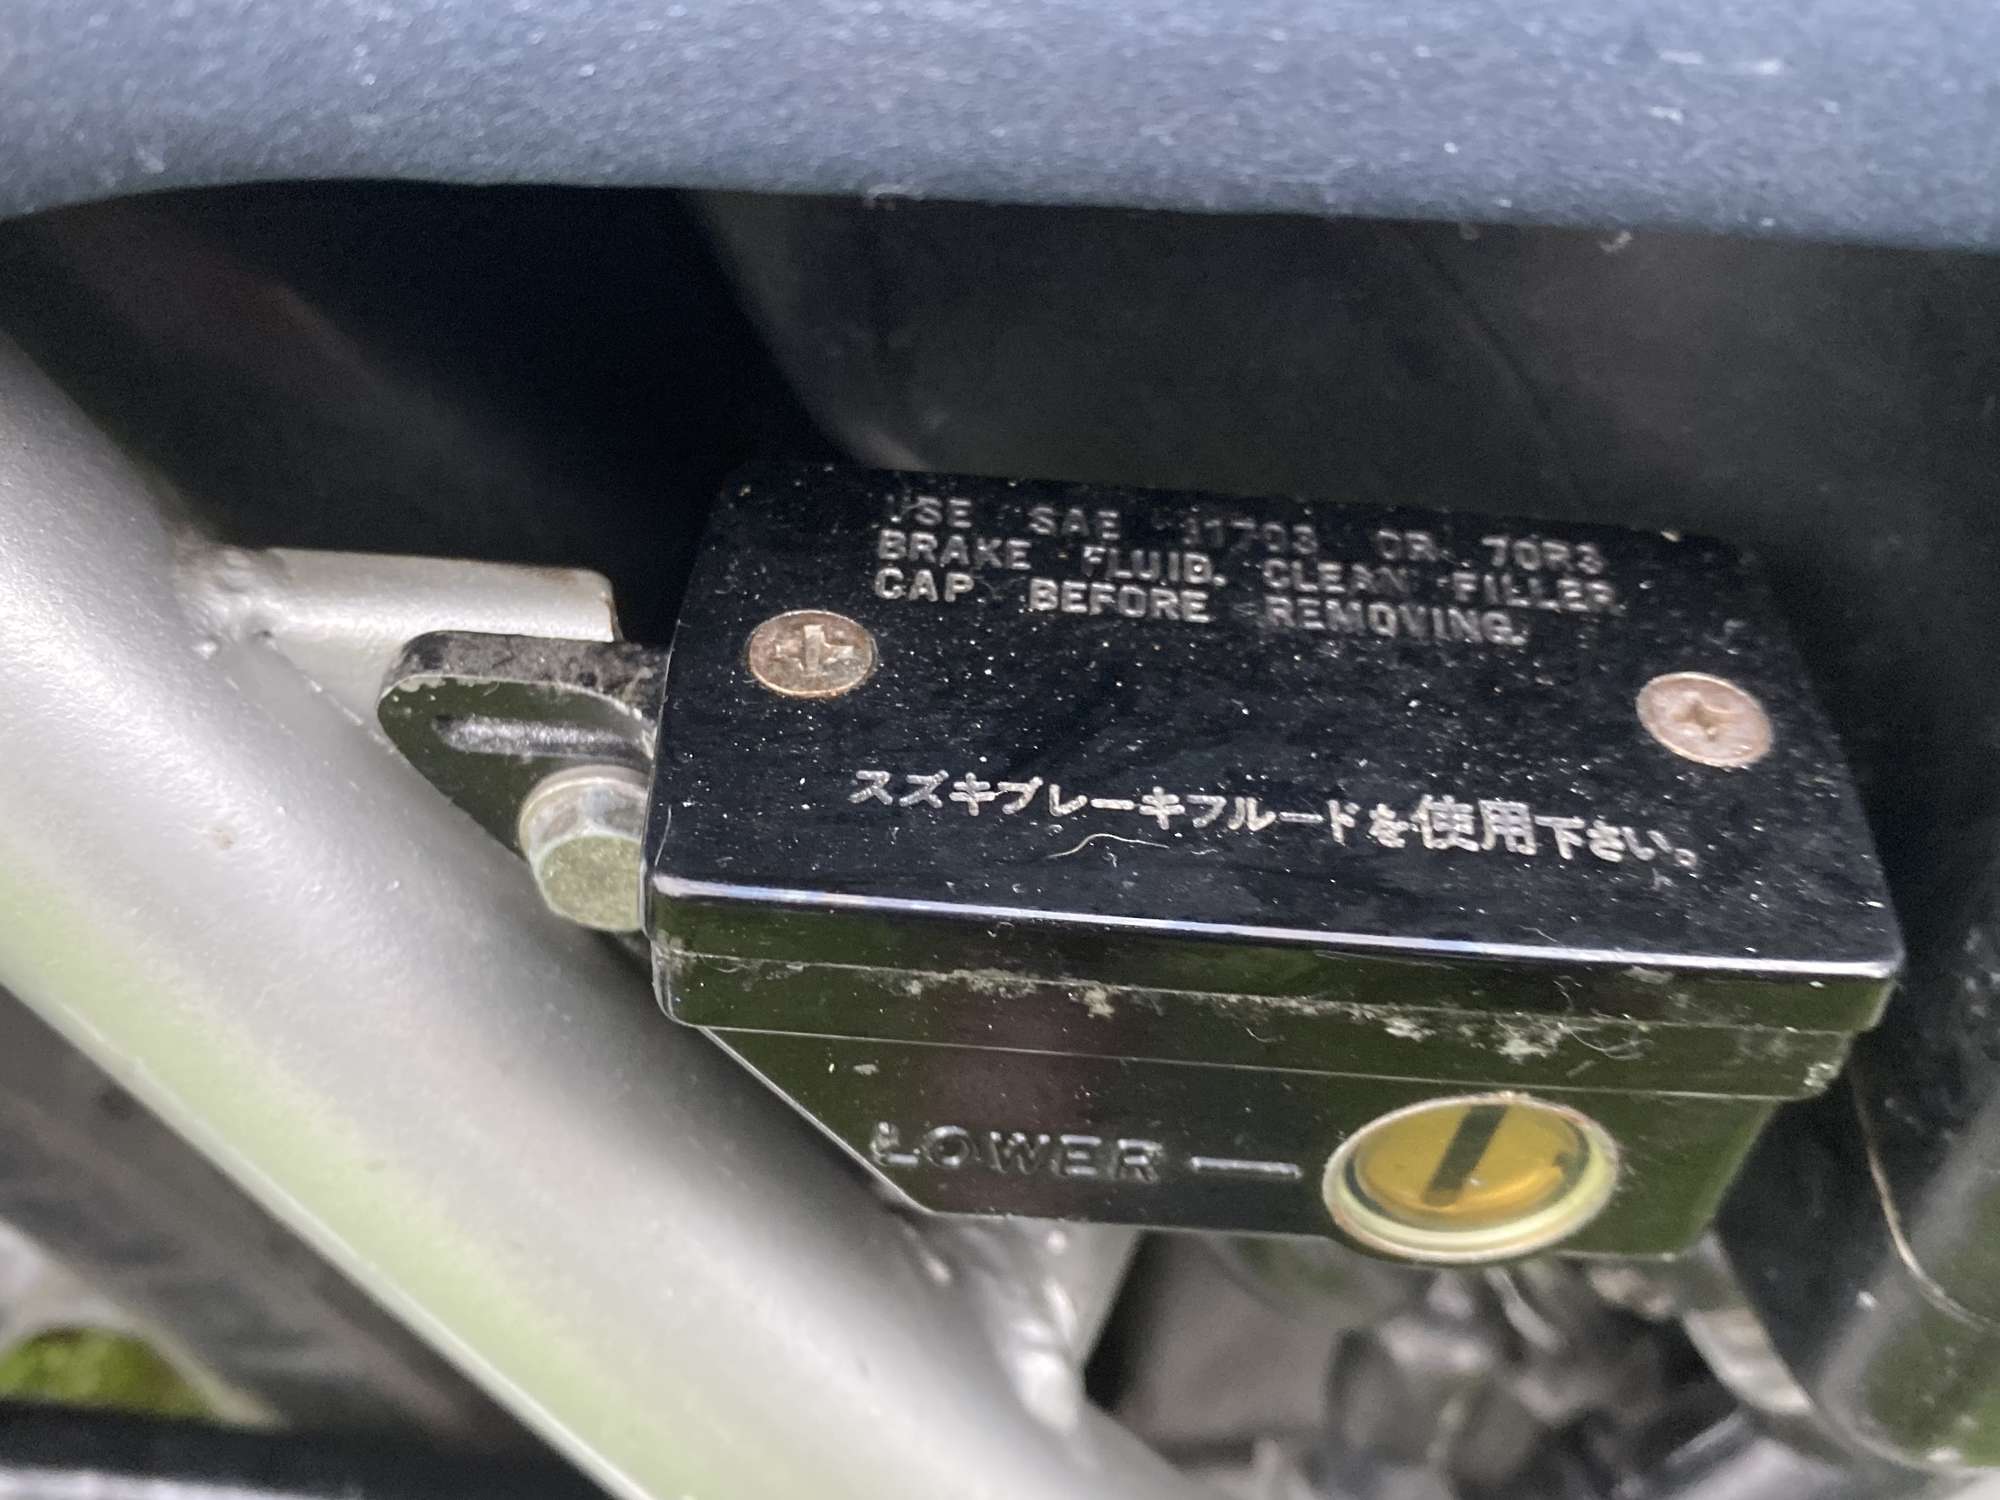 USE SAE J1703 OR 70R3
BRAKE FLUID. CLEAN FILLER
CAP BEFORE REMOVING.
スズキブレーキフルードを使用下さい。
LOWER